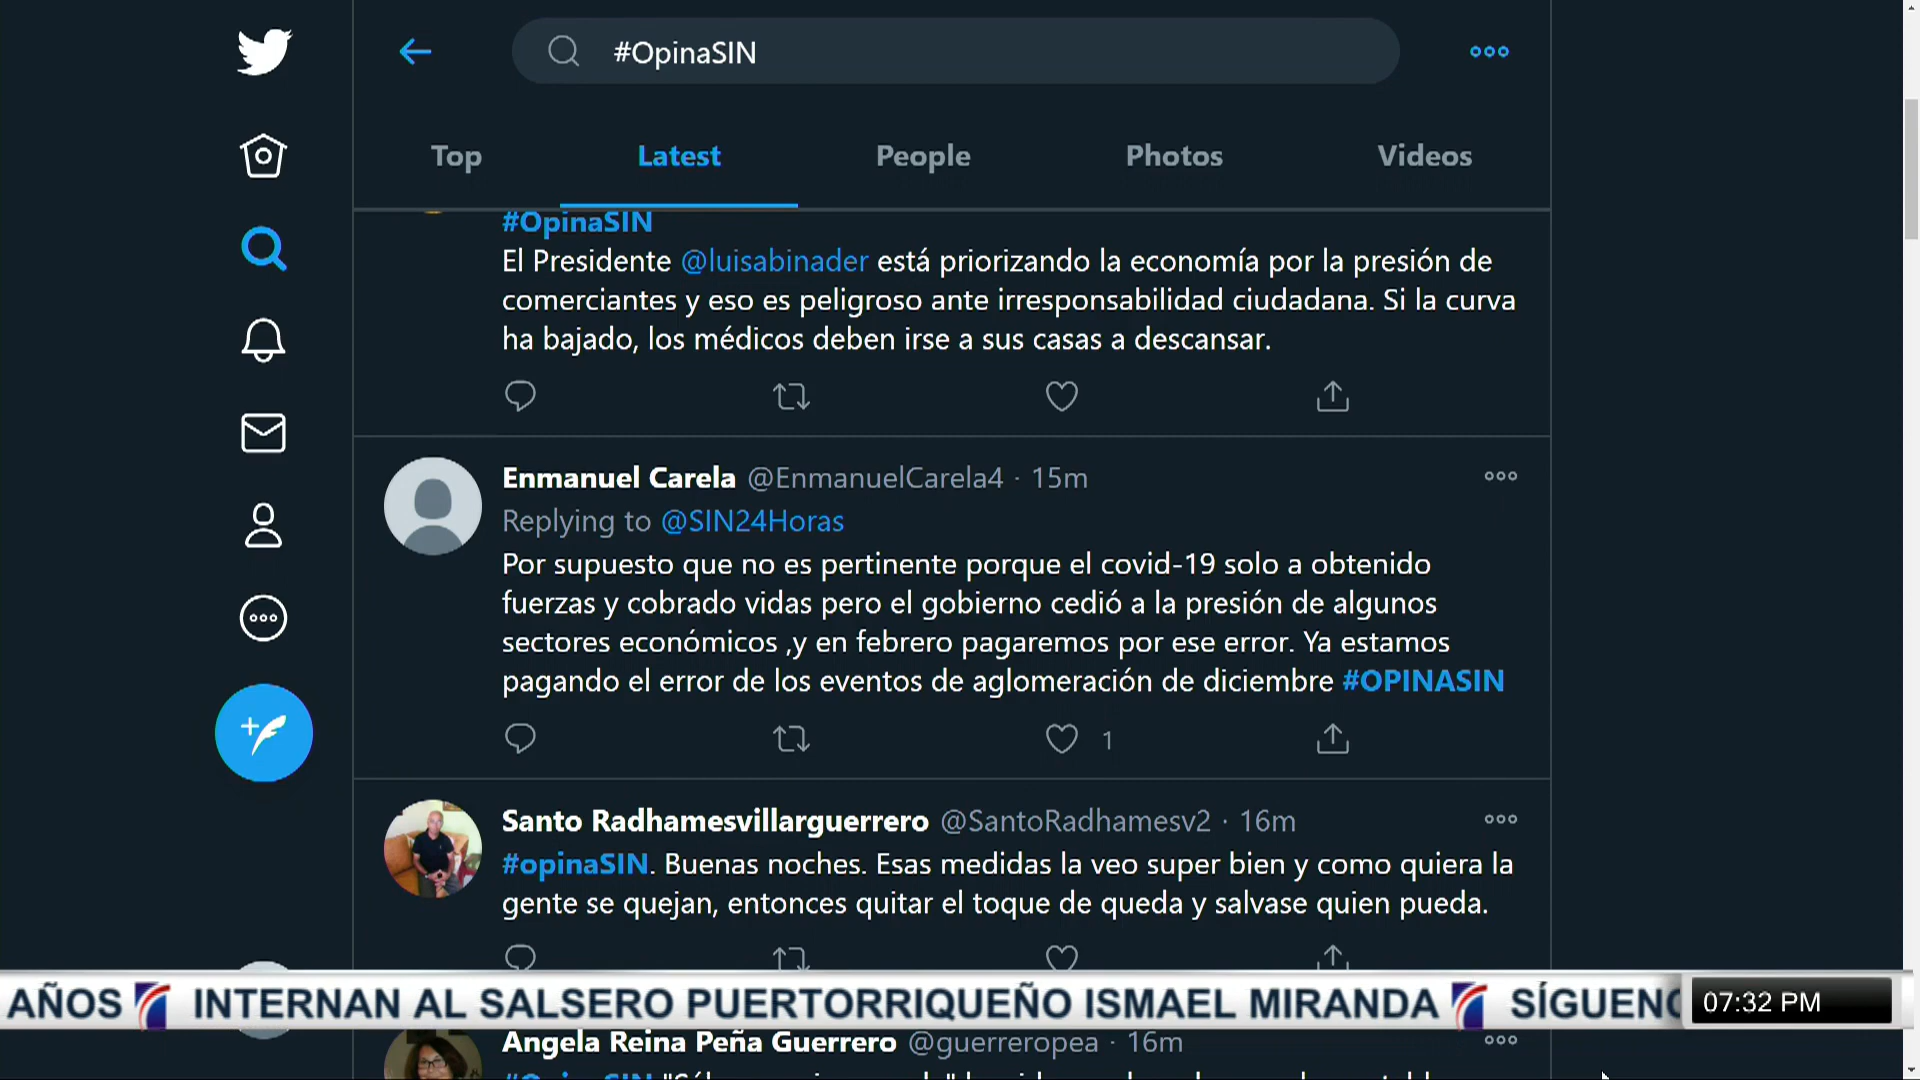 #OpinaSIN
Top
Latest
People
Photos
Videos
#OpinaSIN
El Presidente @luisabinader está priorizando la economía por la presión de
comerciantes y eso es peligroso ante irresponsabilidad ciudadana. Si la curva
ha bajado, los médicos deben irse a sus casas a descansar.
Enmanuel Carela @EnmanuelCarela4 · 15m
Replying to @SIN24Horas
Por supuesto que no es pertinente porque el covid-19 solo a obtenido
fuerzas y cobrado vidas pero el gobierno cedió a la presión de algunos
sectores económicos ,y en febrero pagaremos por ese error. Ya estamos
pagando el error de los eventos de aglomeración de diciembre #OPINASIN
1
Santo Radhamesvillarguerrero @SantoRadhamesv2 · 16m
#opinaSIN. Buenas noches. Esas medidas la veo super bien y como quiera la
gente se quejan, entonces quitar el toque de queda y salvase quien pueda.
AÑOS INTERNAN AL SALSERO PUERTORRIQUEÑO ISMAEL MIRANDA SÍGUENO
07:32 PM
Angela Reina Peña Guerrero @guerreropea · 16m